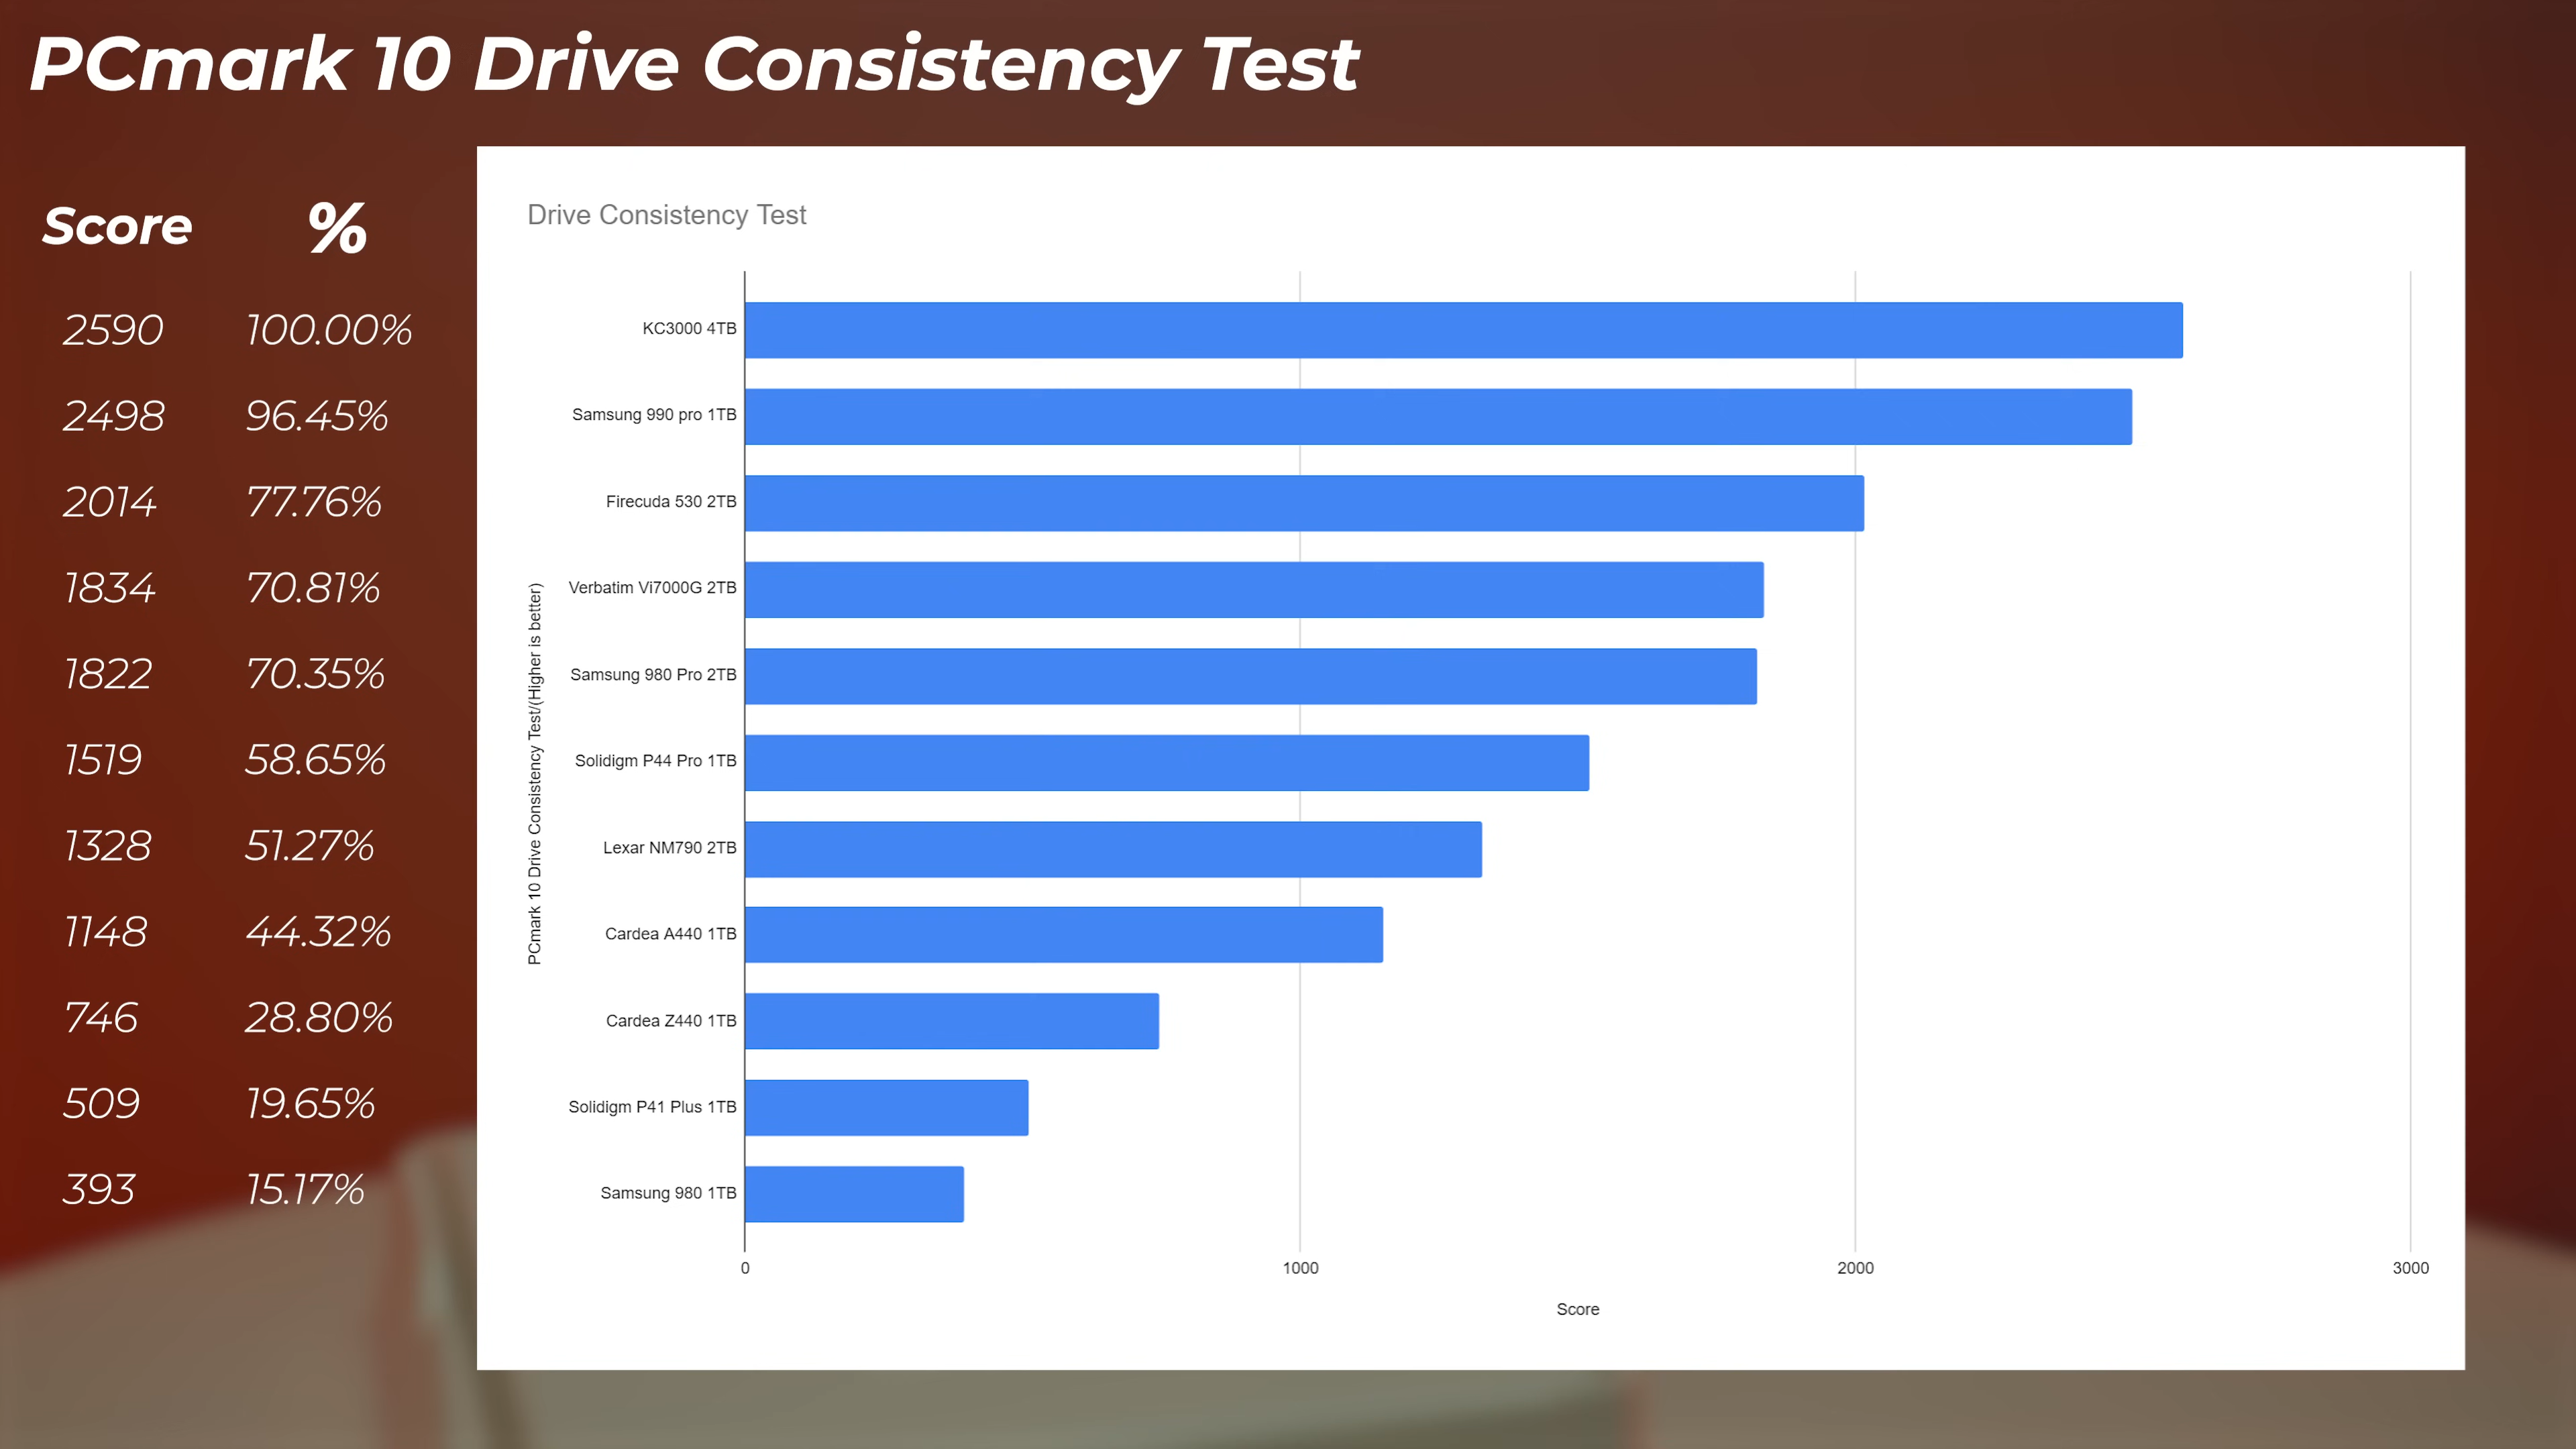 PCmark 10 Drive Consistency Test
Score %
2590 100.00%
2498 96.45%
2014 77.76%
1834 70.81%
1822 70.35%
1519 58.65%
1328 51.27%
1148 44.32%
746 28.80%
509 19.65%
393 15.17%
Drive Consistency Test
PCmark 10 Drive Consistency Test/(Higher is better)
KC3000 4TB
Samsung 990 pro 1TB
Firecuda 530 2TB
Verbatim Vi7000G 2TB
Samsung 980 Pro 2TB
Solidigm P44 Pro 1TB
Lexar NM790 2TB
Cardea A440 1TB
Cardea Z440 1TB
Solidigm P41 Plus 1TB
Samsung 980 1TB
0 1000 2000 3000
Score